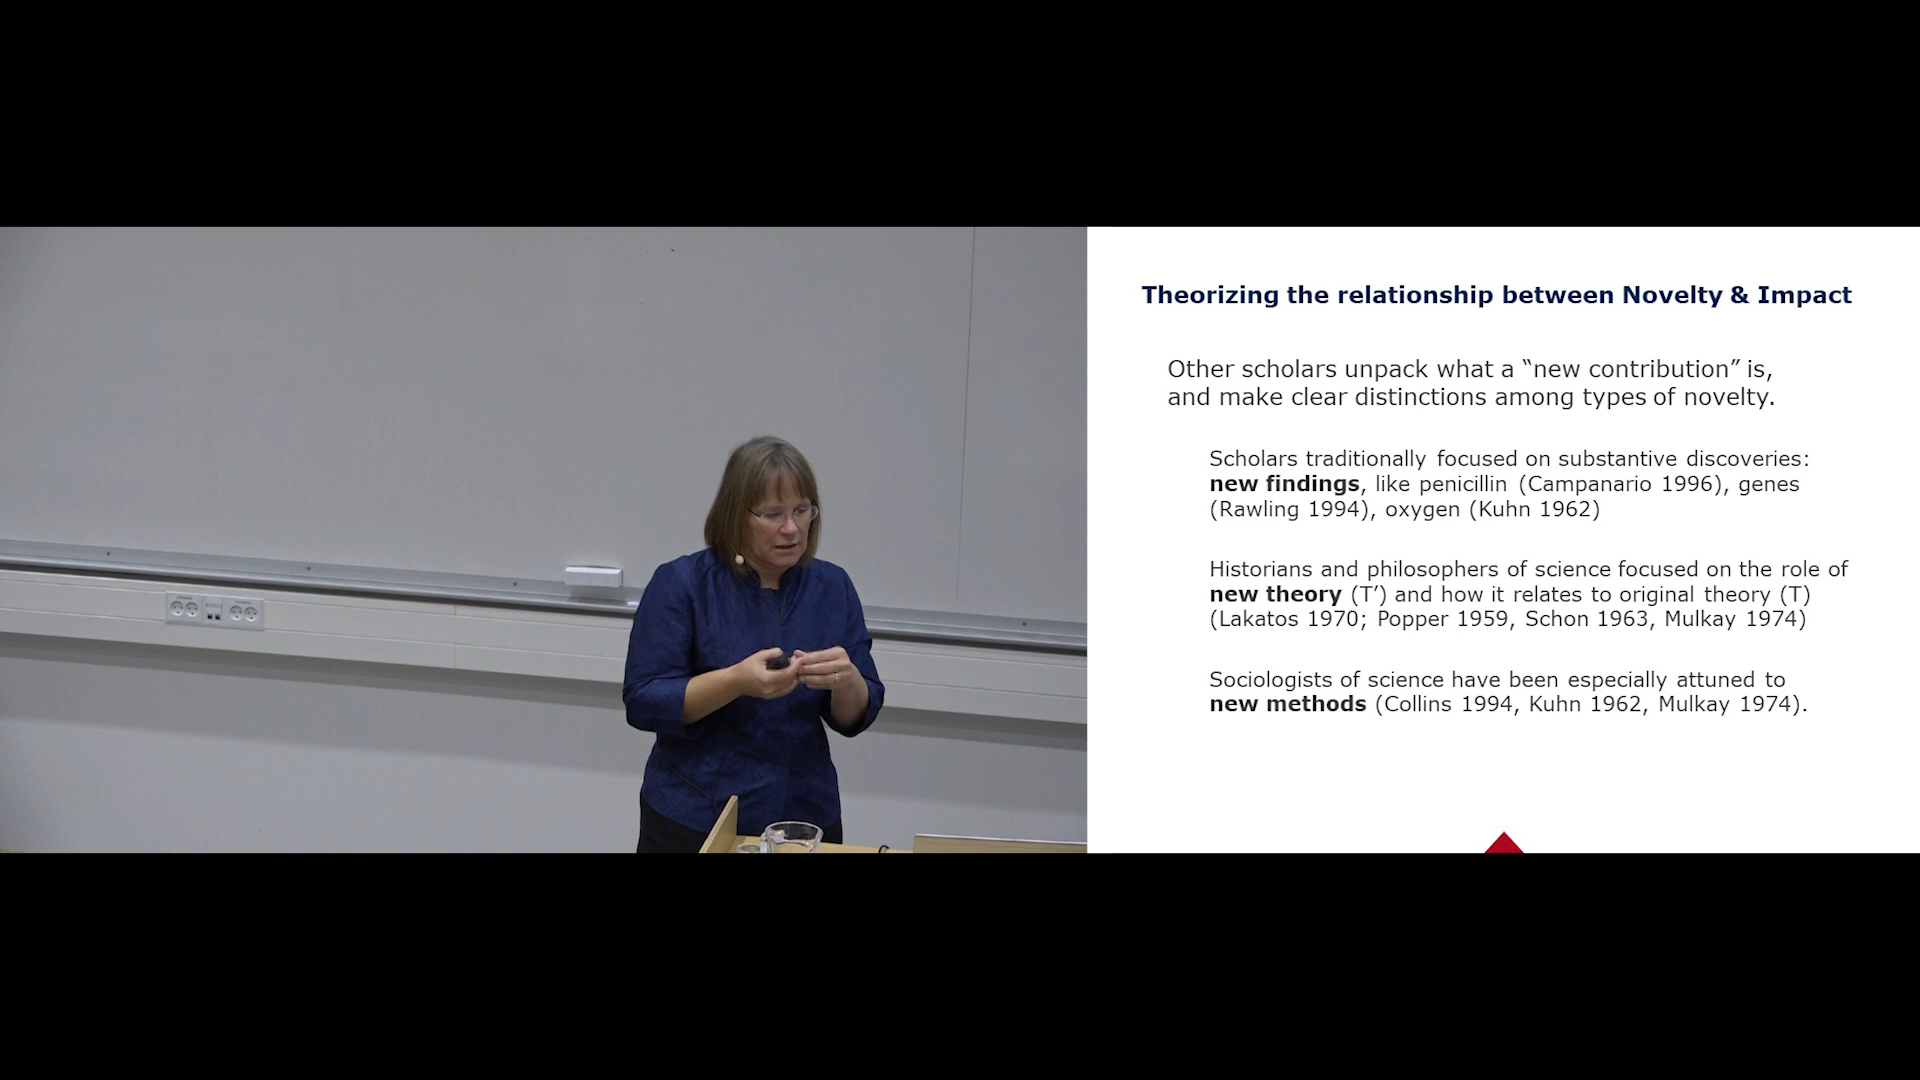 Theorizing the relationship between Novelty & Impact
Other scholars unpack what a “new contribution” is,
and make clear distinctions among types of novelty.
Scholars traditionally focused on substantive discoveries:
new findings, like penicillin (Campanario 1996), genes
(Rawling 1994), oxygen (Kuhn 1962)
Historians and philosophers of science focused on the role of
new theory (T’) and how it relates to original theory (T)
(Lakatos 1970; Popper 1959, Schon 1963, Mulkay 1974)
Sociologists of science have been especially attuned to
new methods (Collins 1994, Kuhn 1962, Mulkay 1974).